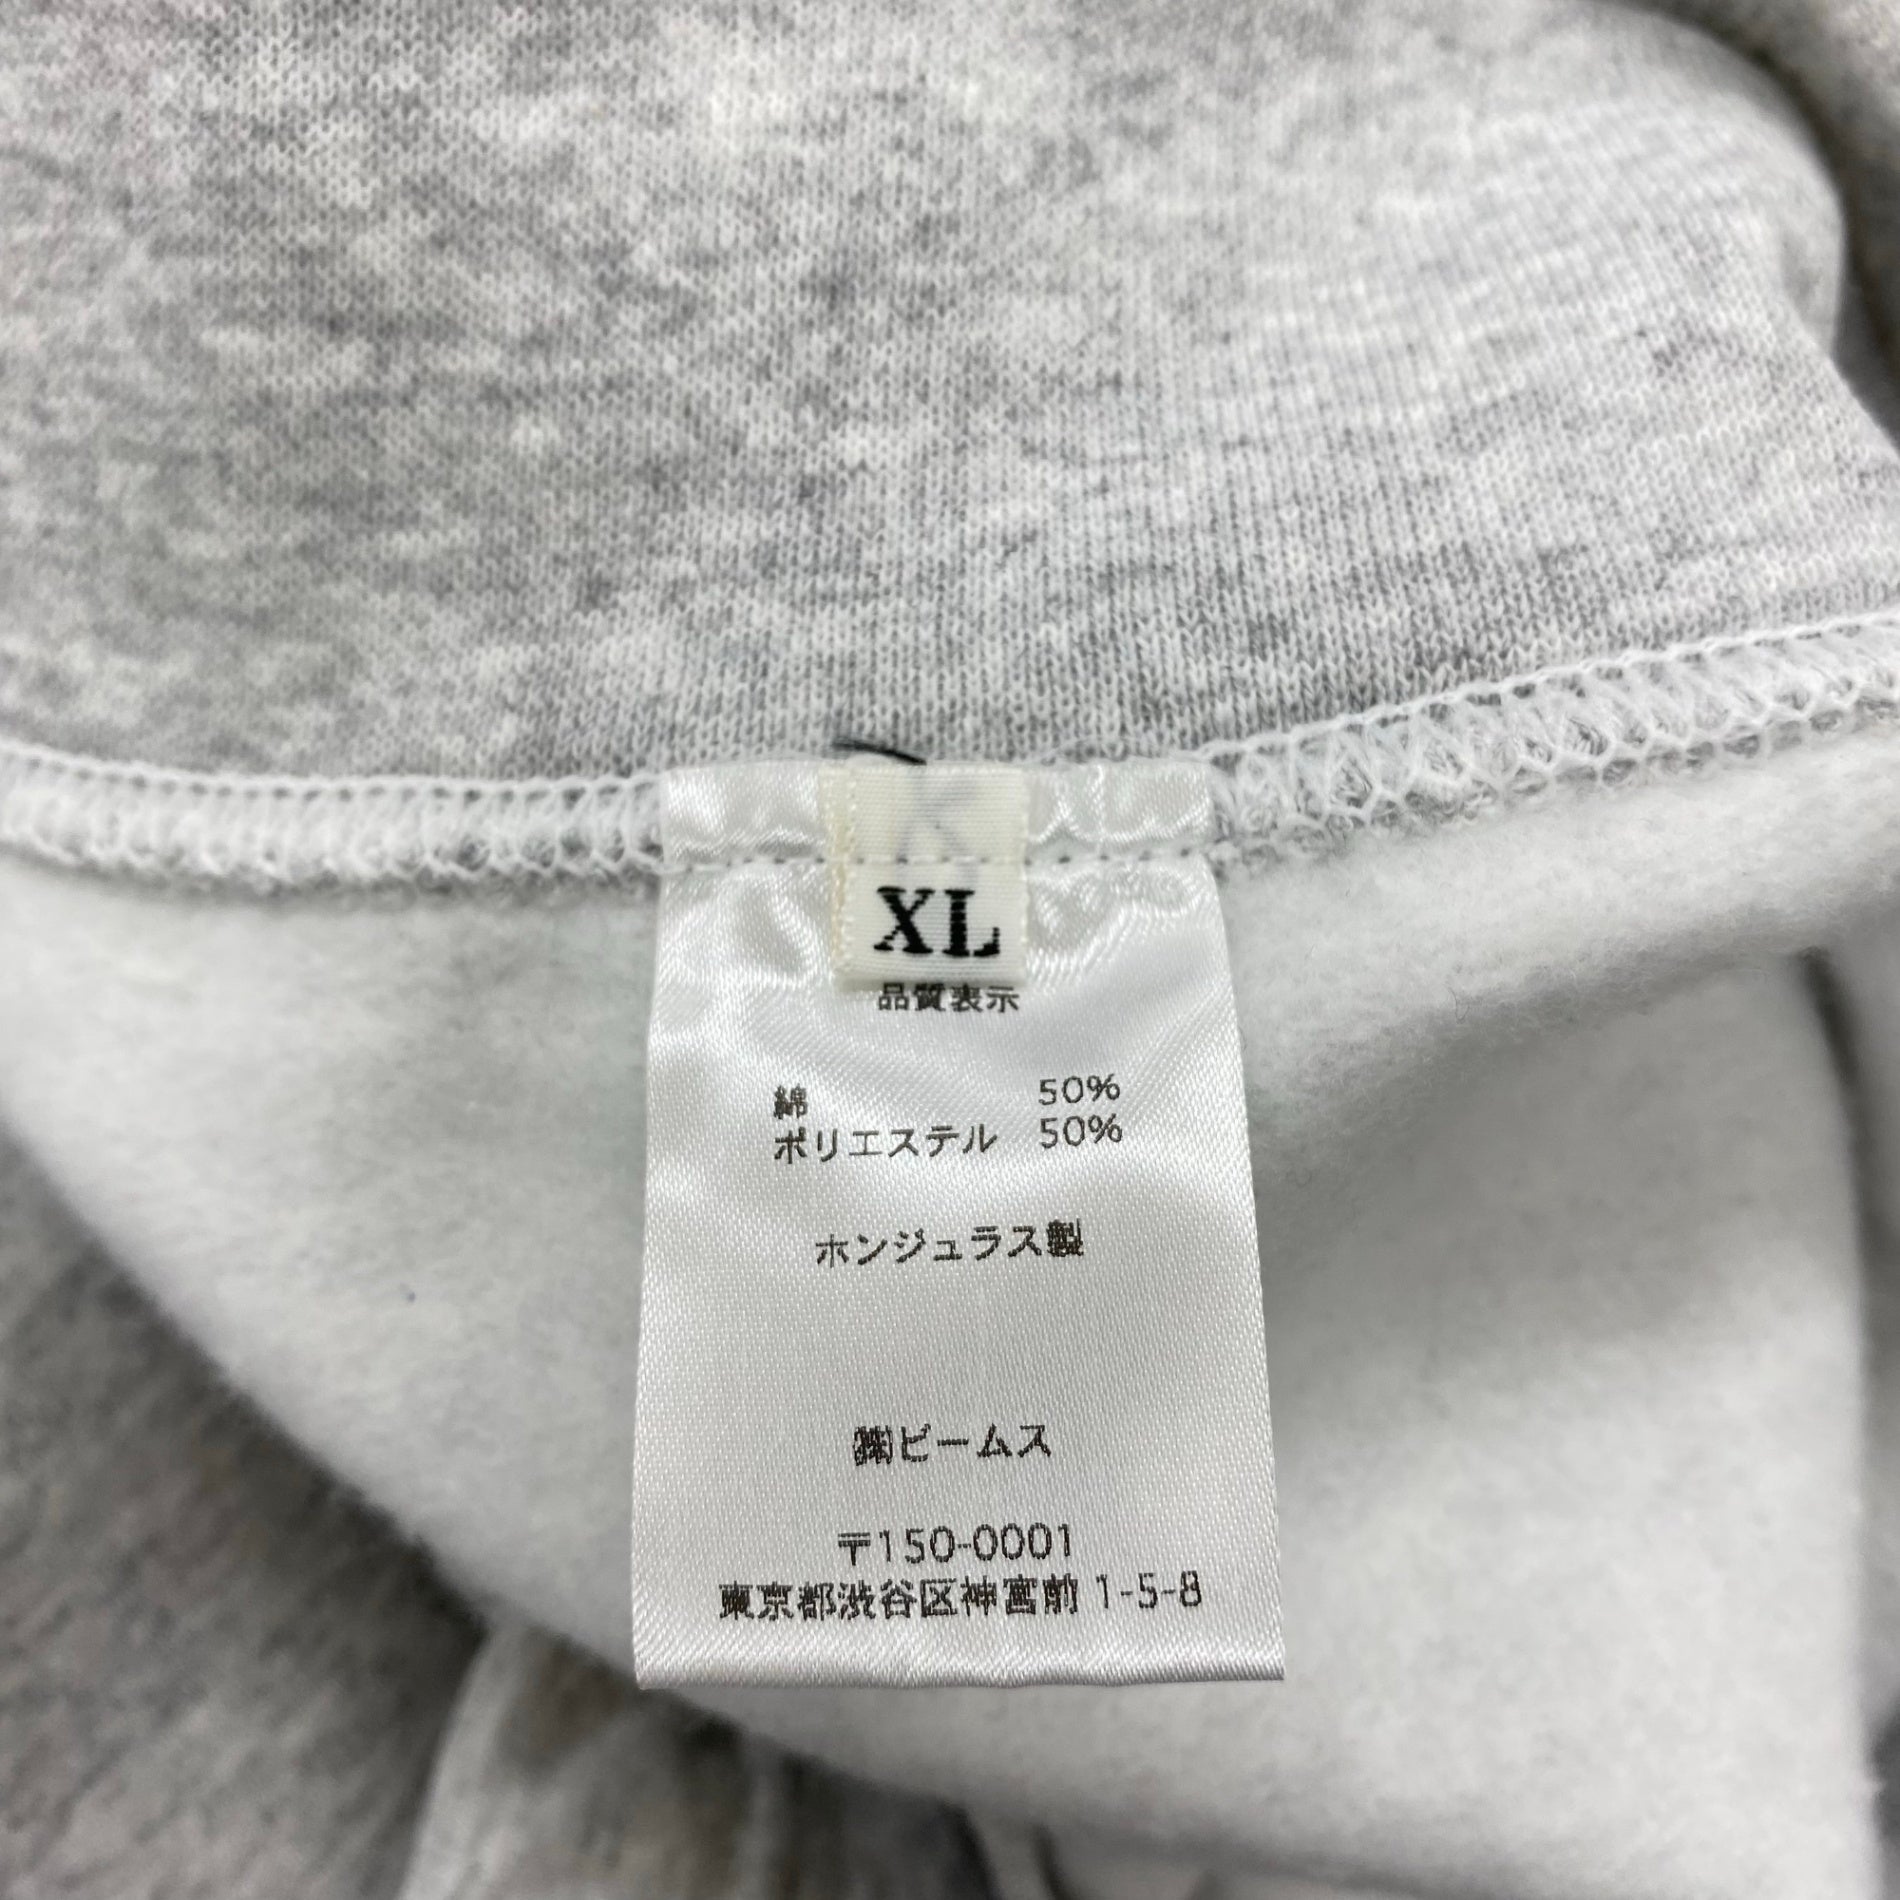 XL
品質表示
綿 50%
ポリエステル 50%
ホンジュラス製
㈱ビームス
〒150-0001
東京都渋谷区神宮前 1-5-8